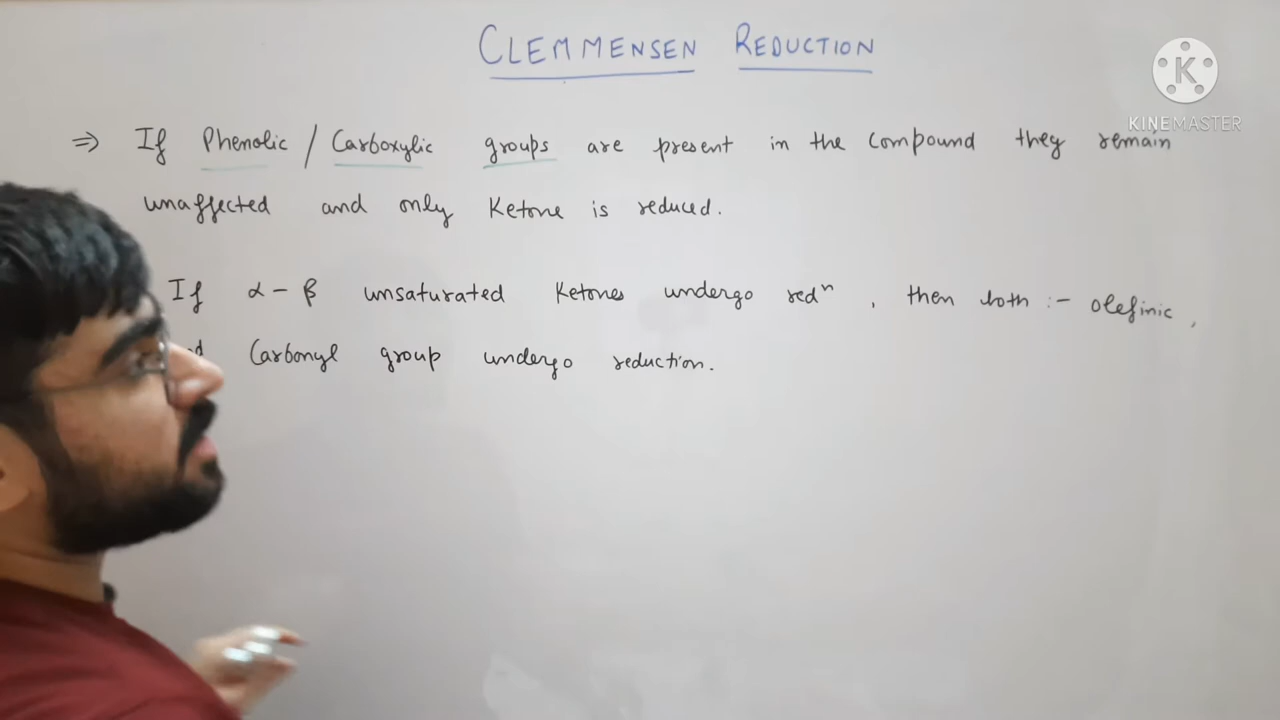 CLEMMENSEN REDUCTION
K
KINEMASTER
⇒ If Phenolic / Carboxylic groups are present in the compound they remain
unaffected and only Ketone is reduced.
If α-β unsaturated Ketones undergo redⁿ, then both :- olefinic,
Carbonyl group undergo reduction.